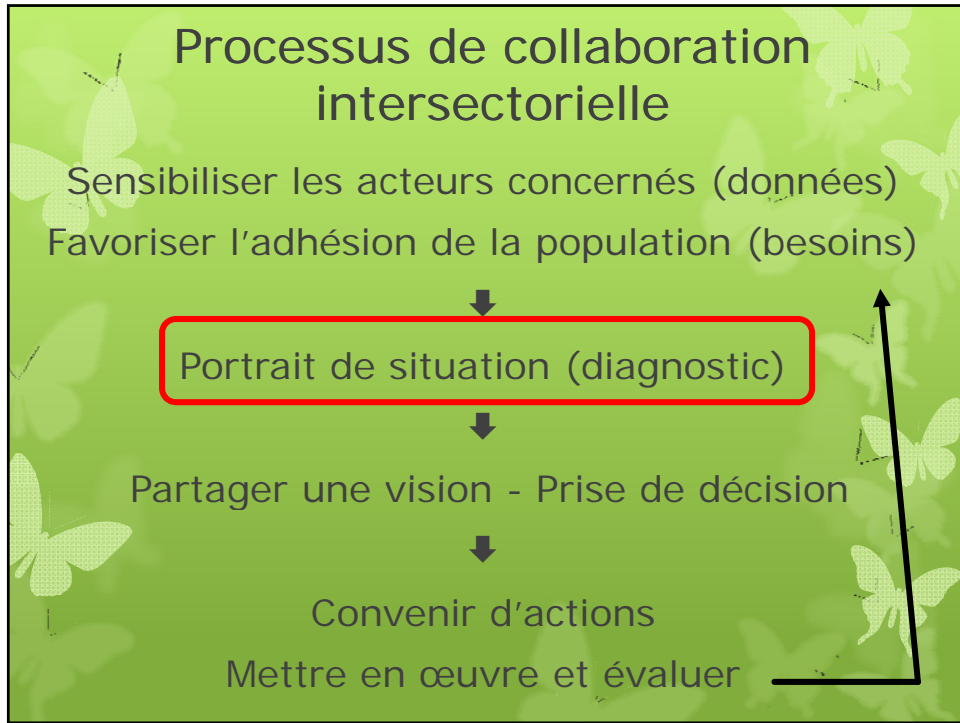 Processus de collaboration
intersectorielle
Sensibiliser les acteurs concernés (données)
Favoriser l'adhésion de la population (besoins)
Portrait de situation (diagnostic)
Partager une vision - Prise de décision
Convenir d'actions
Mettre en œuvre et évaluer